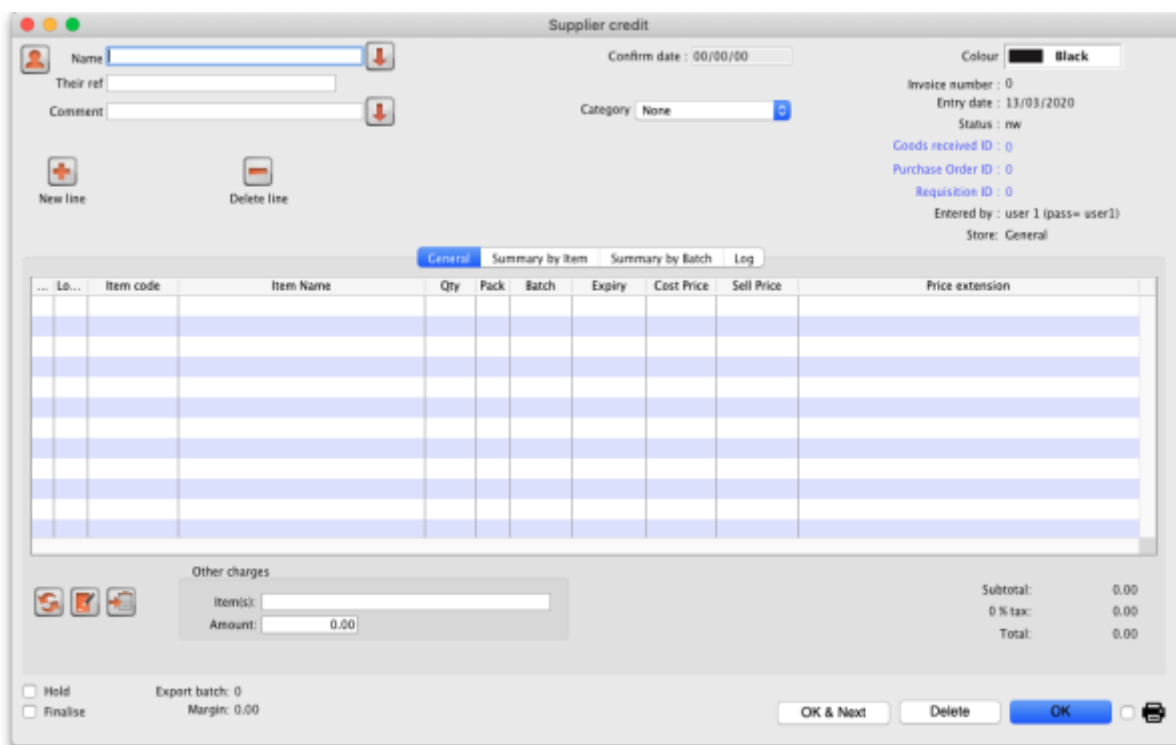 Supplier credit
Name
Confirm date : 00/00/00
Colour Black
Their ref
Invoice number : 0
Comment
Category None
Entry date : 13/03/2020
Status : nw
Goods received ID : 0
Purchase Order ID : 0
Requisition ID : 0
New line
Delete line
Entered by : user 1 (pass= user1)
Store: General
General Summary by Item Summary by Batch Log
... Lo... Item code Item Name Qty Pack Batch Expiry Cost Price Sell Price Price extension
Other charges
Item(s):
Amount: 0.00
Subtotal: 0.00
0 % tax: 0.00
Total: 0.00
Hold
Export batch: 0
Finalise
Margin: 0.00
OK & Next Delete OK